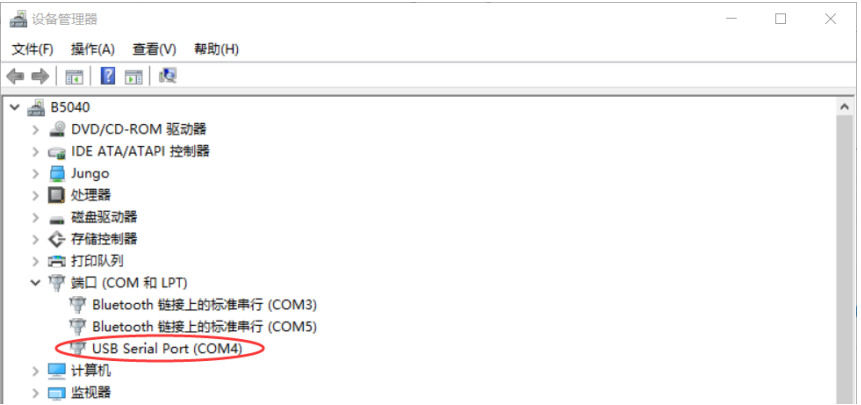 设备管理器
文件(F) 操作(A) 查看(V) 帮助(H)
B5040
DVD/CD-ROM 驱动器
IDE ATA/ATAPI 控制器
Jungo
处理器
磁盘驱动器
存储控制器
打印队列
端口 (COM 和 LPT)
Bluetooth 链接上的标准串行 (COM3)
Bluetooth 链接上的标准串行 (COM5)
USB Serial Port (COM4)
计算机
监视器